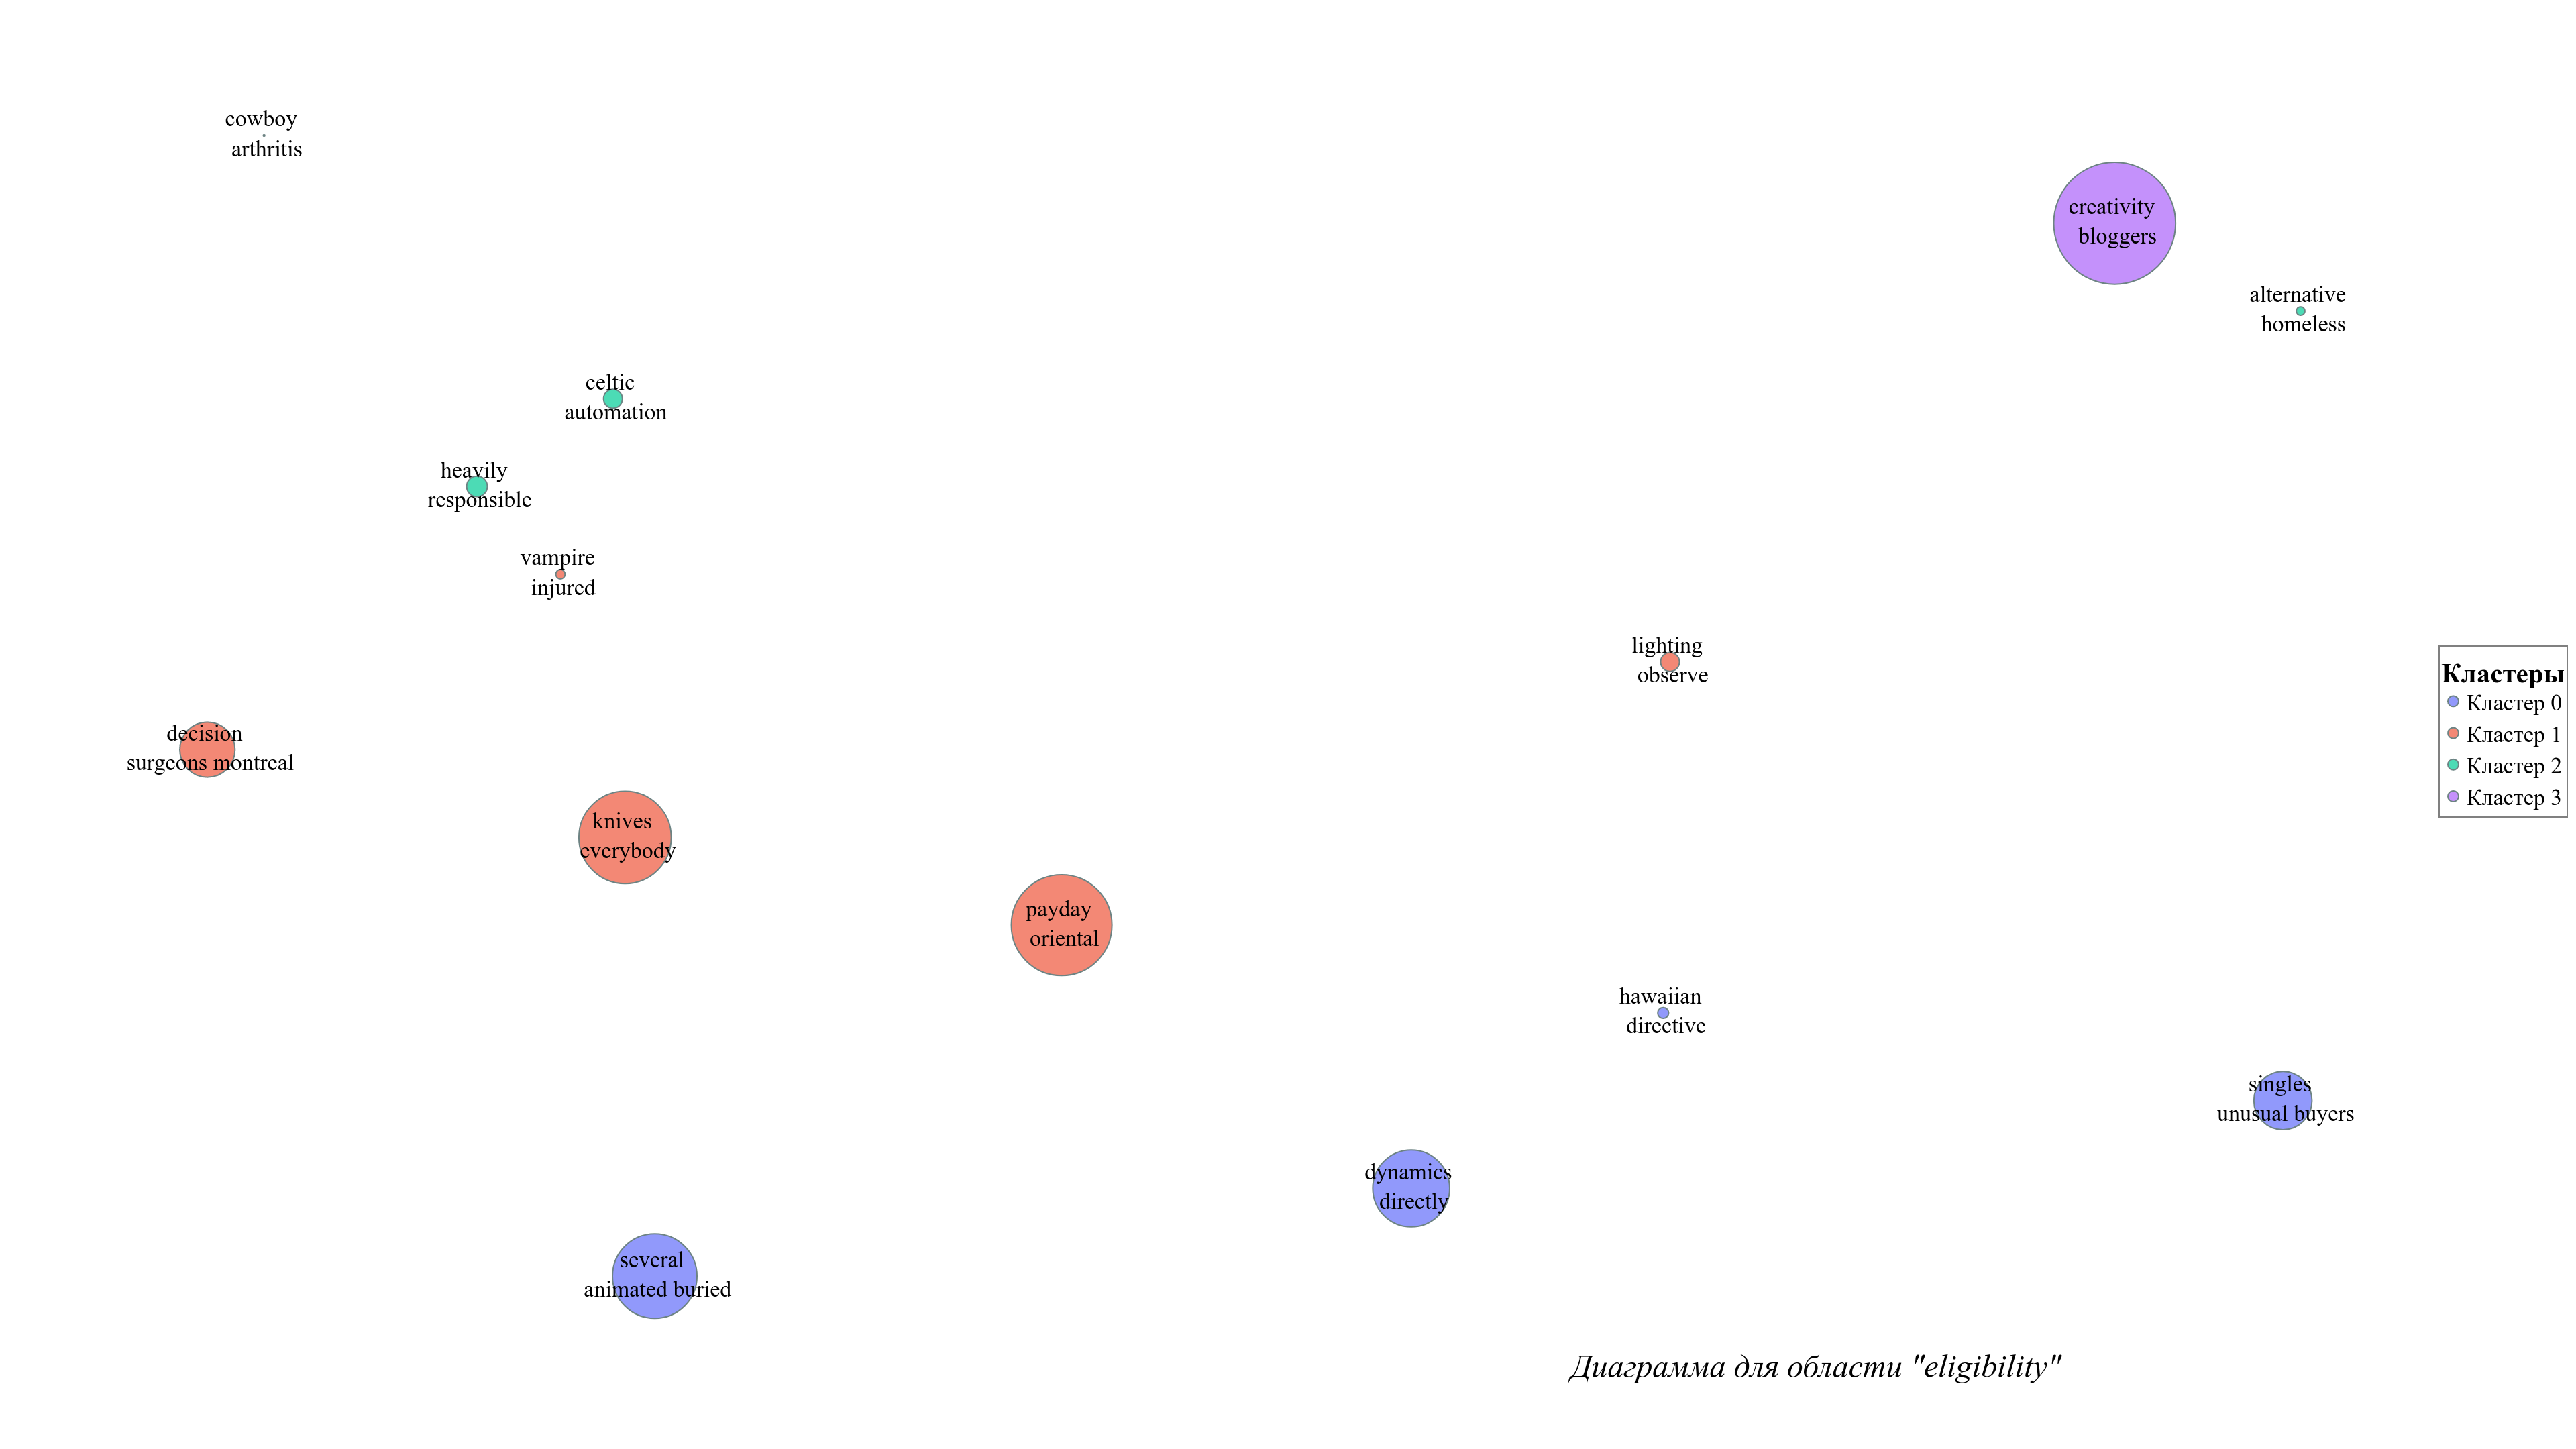 cowboy
arthritis
creativity
bloggers
alternative
homeless
celtic
automation
heavily
responsible
vampire
injured
lighting
observe
decision
surgeons montreal
knives
everybody
payday
oriental
hawaiian
directive
singles
unusual buyers
dynamics
directly
several
animated buried
Кластеры
Кластер 0
Кластер 1
Кластер 2
Кластер 3
Диаграмма для области "eligibility"